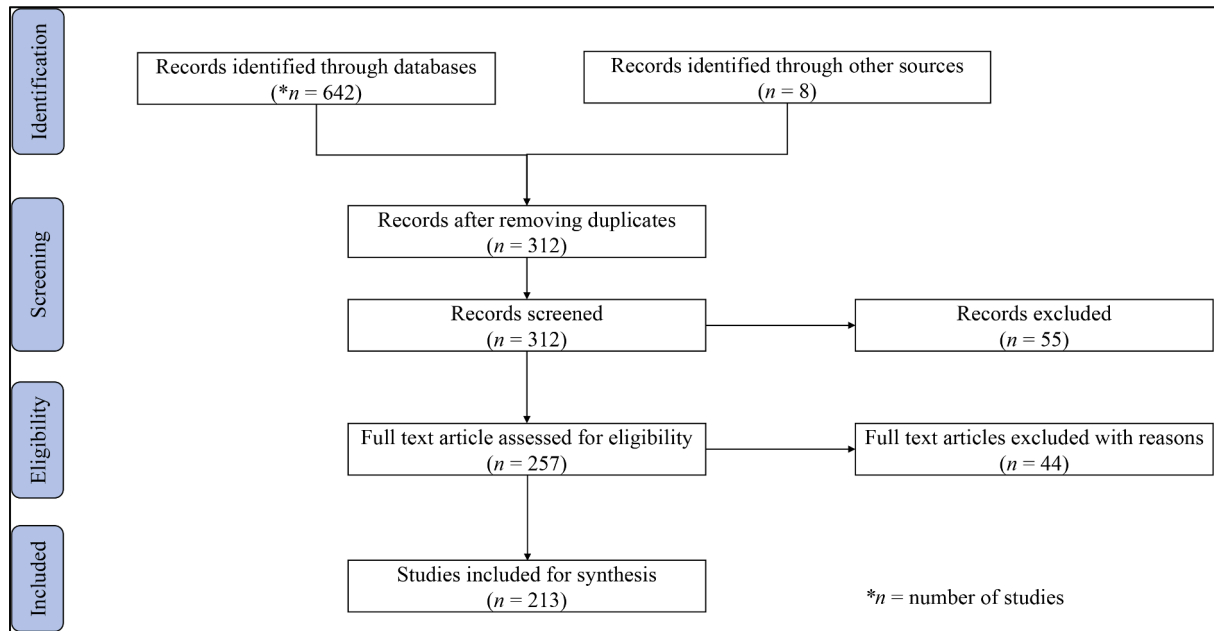 Identification
Records identified through databases
(*n = 642)
Records identified through other sources
(n = 8)
Screening
Records after removing duplicates
(n = 312)
Records screened
(n = 312)
Records excluded
(n = 55)
Eligibility
Full text article assessed for eligibility
(n = 257)
Full text articles excluded with reasons
(n = 44)
Included
Studies included for synthesis
(n = 213)
*n = number of studies